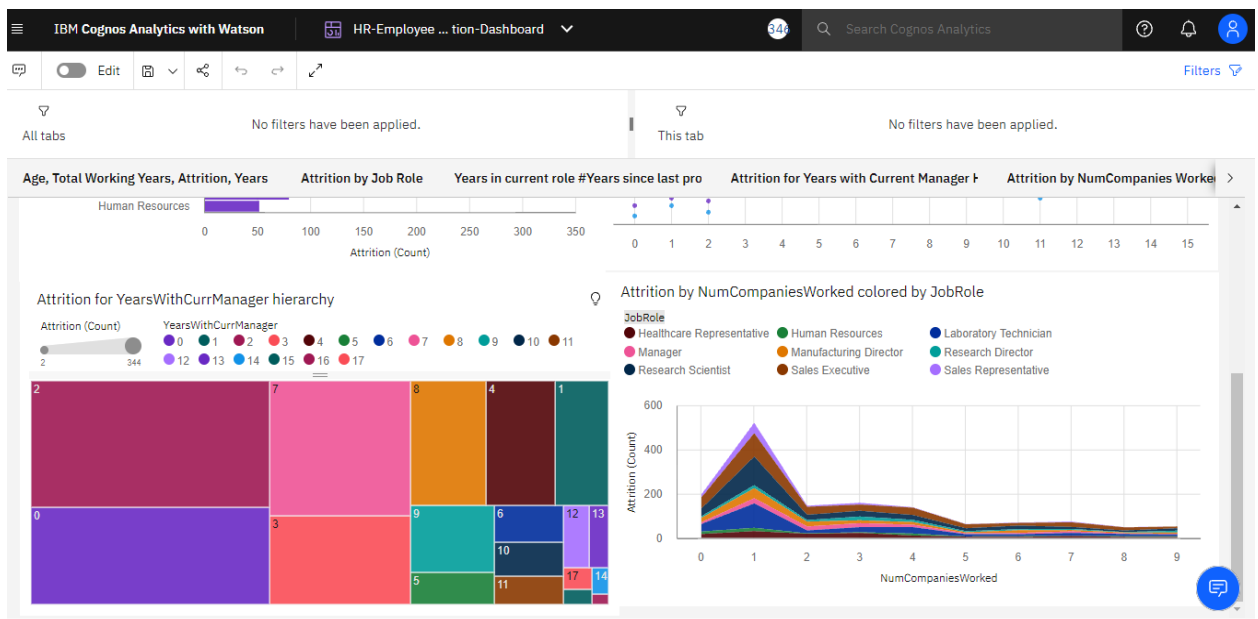 IBM Cognos Analytics with Watson
HR-Employee ... tion-Dashboard
346
Search Cognos Analytics
Edit
Filters
All tabs
No filters have been applied.
This tab
No filters have been applied.
Age, Total Working Years, Attrition, Years
Attrition by Job Role
Years in current role #Years since last pro
Attrition for Years with Current Manager H
Attrition by NumCompanies Worked
Human Resources
0 50 100 150 200 250 300 350
Attrition (Count)
0 1 2 3 4 5 6 7 8 9 10 11 12 13 14 15
Attrition for YearsWithCurrManager hierarchy
Attrition (Count)
2 344
YearsWithCurrManager
0 1 2 3 4 5 6 7 8 9 10 11
12 13 14 15 16 17
2 7 8 4 1
0 3 9 6 12 13
10
5 11 17 14
Attrition by NumCompaniesWorked colored by JobRole
JobRole
Healthcare Representative Human Resources Laboratory Technician
Manager Manufacturing Director Research Director
Research Scientist Sales Executive Sales Representative
600
400
200
0
Attrition (Count)
0 1 2 3 4 5 6 7 8 9
NumCompaniesWorked